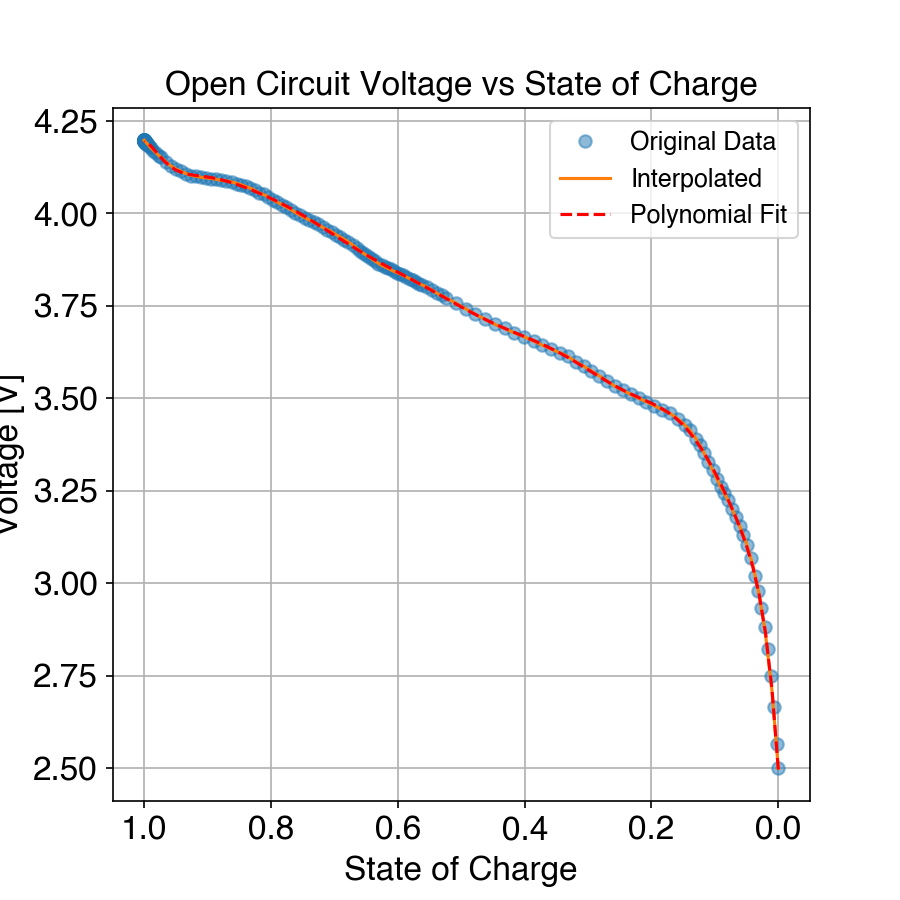 Open Circuit Voltage vs State of Charge
4.25
4.00
3.75
3.50
3.25
3.00
2.75
2.50
Voltage [V]
Original Data
Interpolated
Polynomial Fit
1.0 0.8 0.6 0.4 0.2 0.0
State of Charge